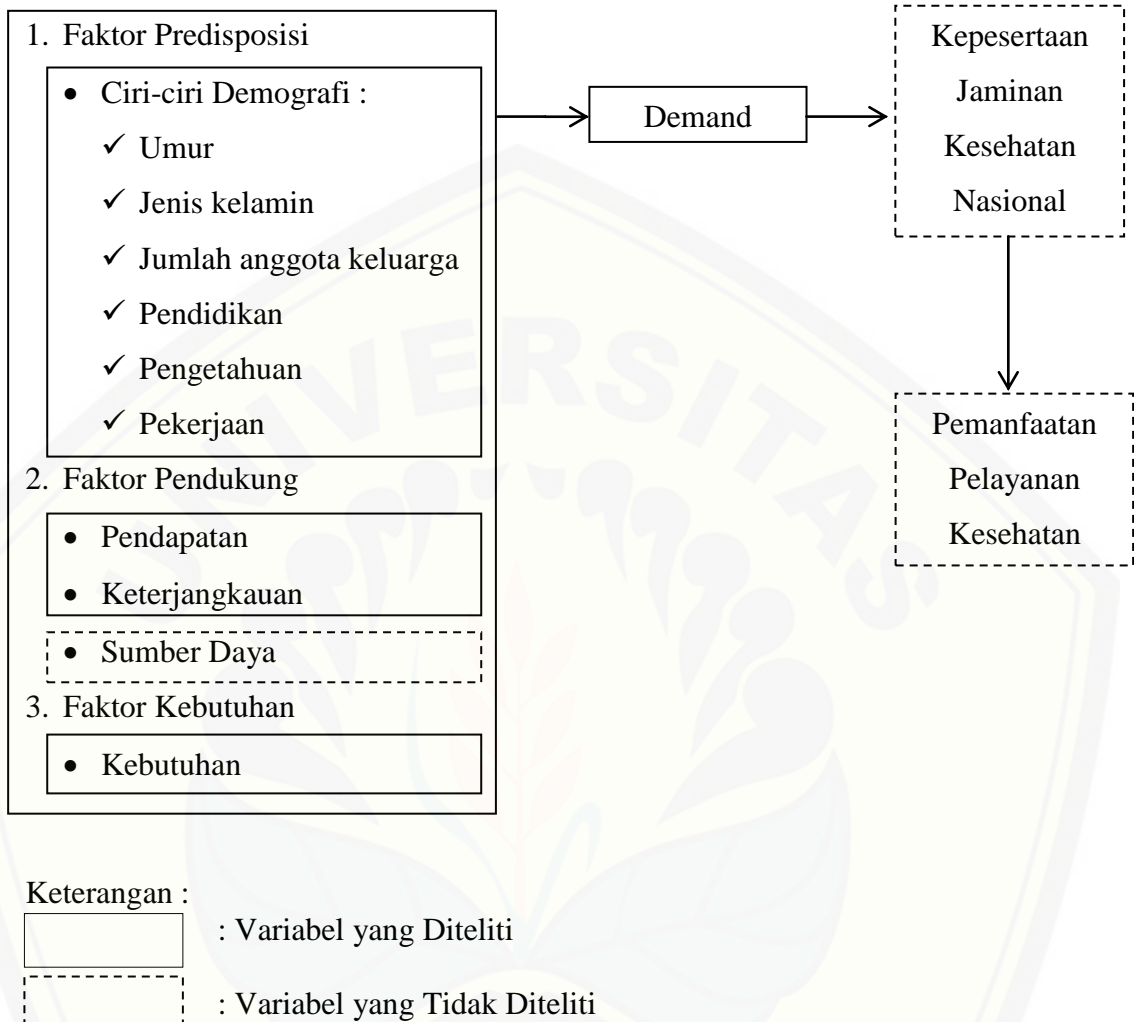 1. Faktor Predisposisi
• Ciri-ciri Demografi :
✓ Umur
✓ Jenis kelamin
✓ Jumlah anggota keluarga
✓ Pendidikan
✓ Pengetahuan
✓ Pekerjaan
2. Faktor Pendukung
• Pendapatan
• Keterjangkauan
• Sumber Daya
3. Faktor Kebutuhan
• Kebutuhan
Demand
Kepesertaan
Jaminan
Kesehatan
Nasional
Pemanfaatan
Pelayanan
Kesehatan
Keterangan :
: Variabel yang Diteliti
: Variabel yang Tidak Diteliti
UNIVERSITAS